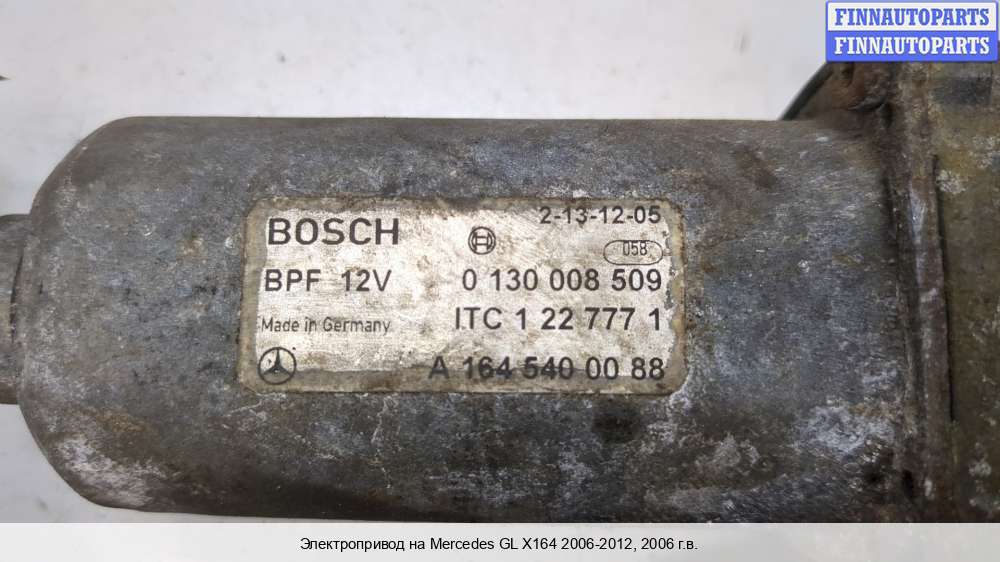 FINNAUTOPARTS
FINNAUTOPARTS
BOSCH
2-13-12-05
058
BPF 12V
0 130 008 509
Made in Germany
ITC 1 22 777 1
A 164 540 00 88
Электропривод на Mercedes GL X164 2006-2012, 2006 г.в.